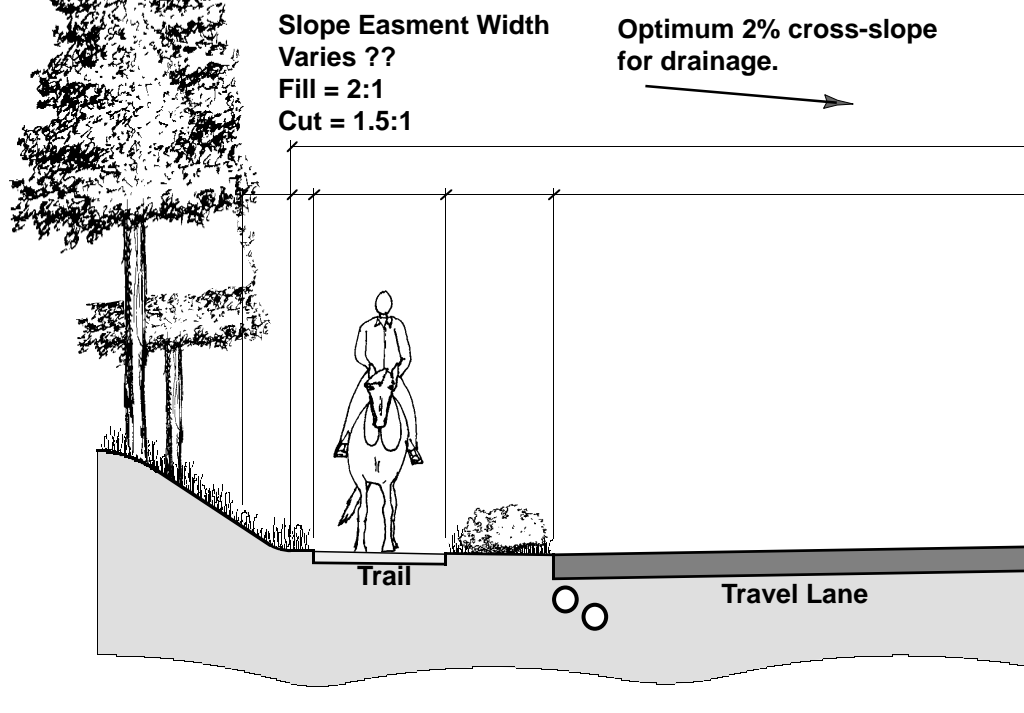 Slope Easment Width
Varies ??
Fill = 2:1
Cut = 1.5:1
Optimum 2% cross-slope
for drainage.
Trail
Travel Lane